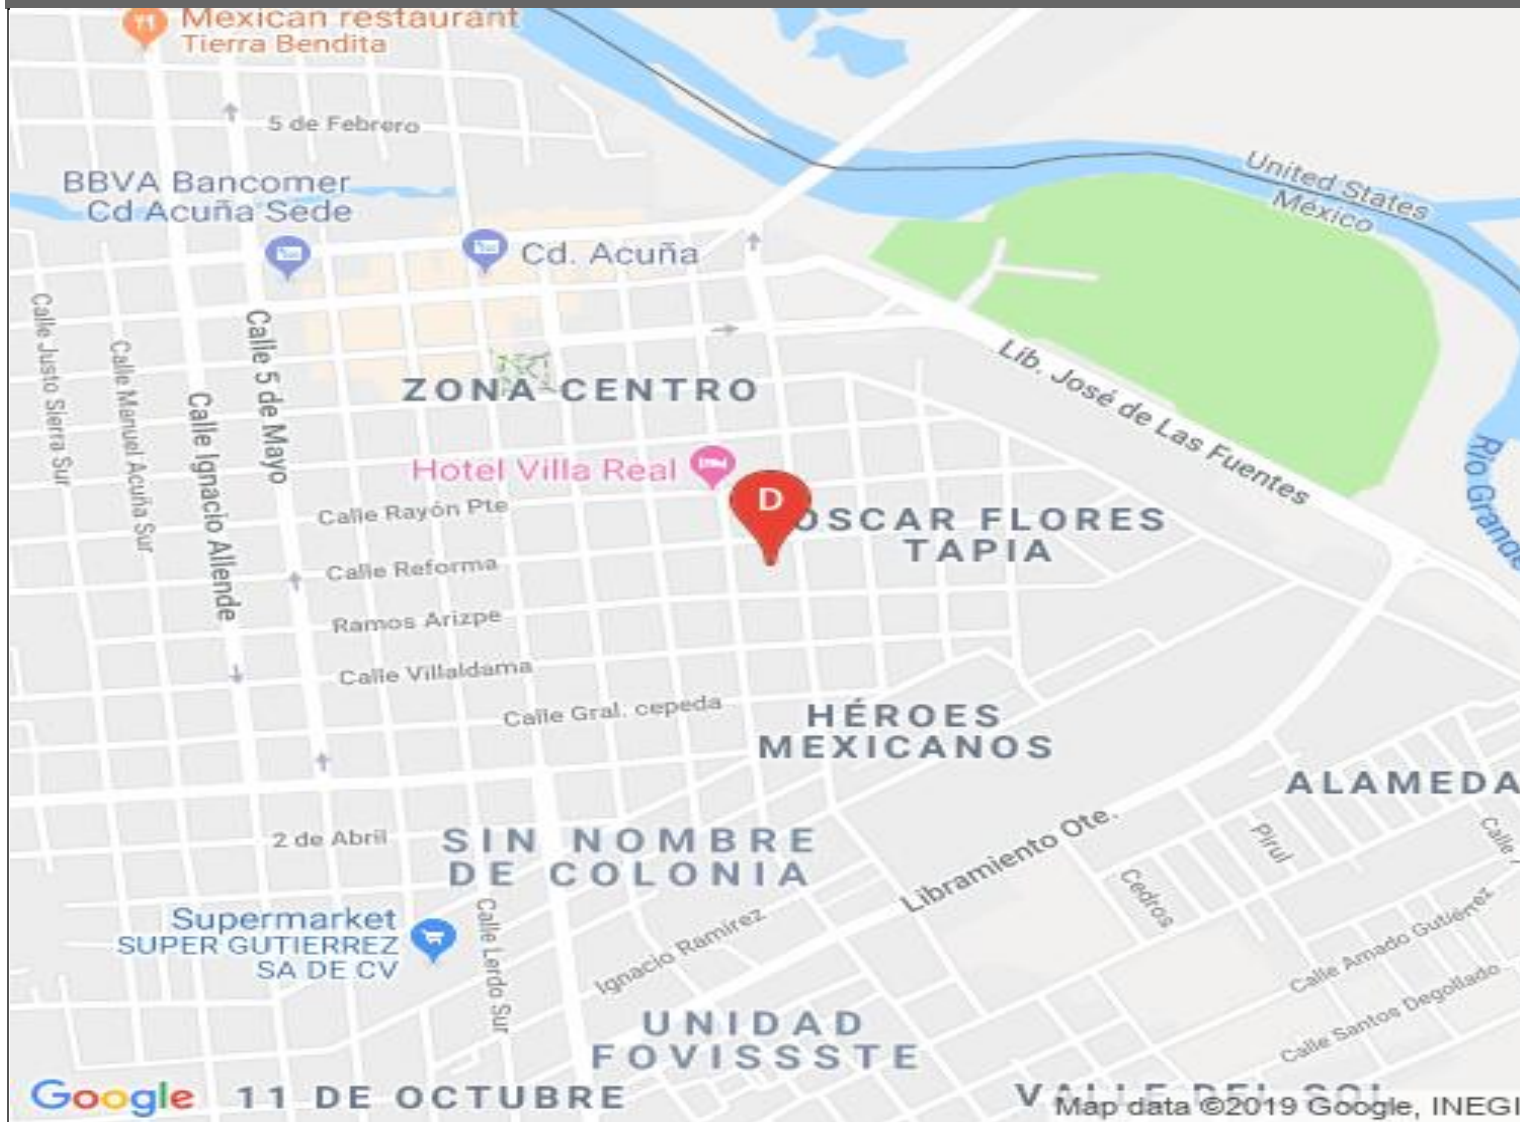 Mexican restaurant
Tierra Bendita
5 de Febrero
BBVA Bancomer
Cd Acuña Sede
Cd. Acuña
United States
México
Calle Justo Sierra Sur
Calle Manuel Acuña Sur
Calle Ignacio Allende
Calle 5 de Mayo
ZONA CENTRO
Lib. José de Las Fuentes
Río Grande
Hotel Villa Real
D
Calle Rayón Pte
OSCAR FLORES
TAPIA
Calle Reforma
Ramos Arizpe
Calle Villaldama
Calle Gral. cepeda
HÉROES
MEXICANOS
ALAMEDA
2 de Abril
SIN NOMBRE
DE COLONIA
Libramiento Ote.
Pirul
Cedros
Calle
Supermarket
SUPER GUTIERREZ
SA DE CV
Calle Lerdo Sur
Ignacio Ramírez
Calle Amado Gutiérrez
Calle Santos Degollado
UNIDAD
FOVISSSTE
Google
11 DE OCTUBRE
VALLE DEL SOL
Map data ©2019 Google, INEGI